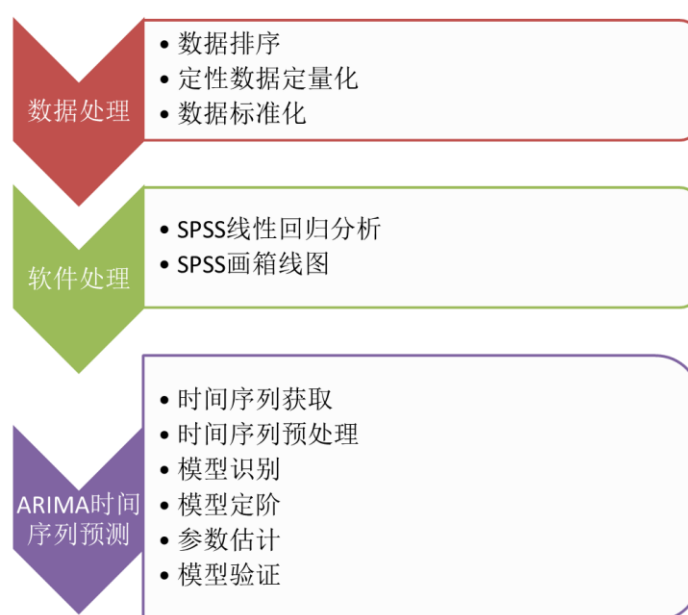 数据处理
• 数据排序
• 定性数据定量化
• 数据标准化
软件处理
• SPSS线性回归分析
• SPSS画箱线图
ARIMA时间
序列预测
• 时间序列获取
• 时间序列预处理
• 模型识别
• 模型定阶
• 参数估计
• 模型验证